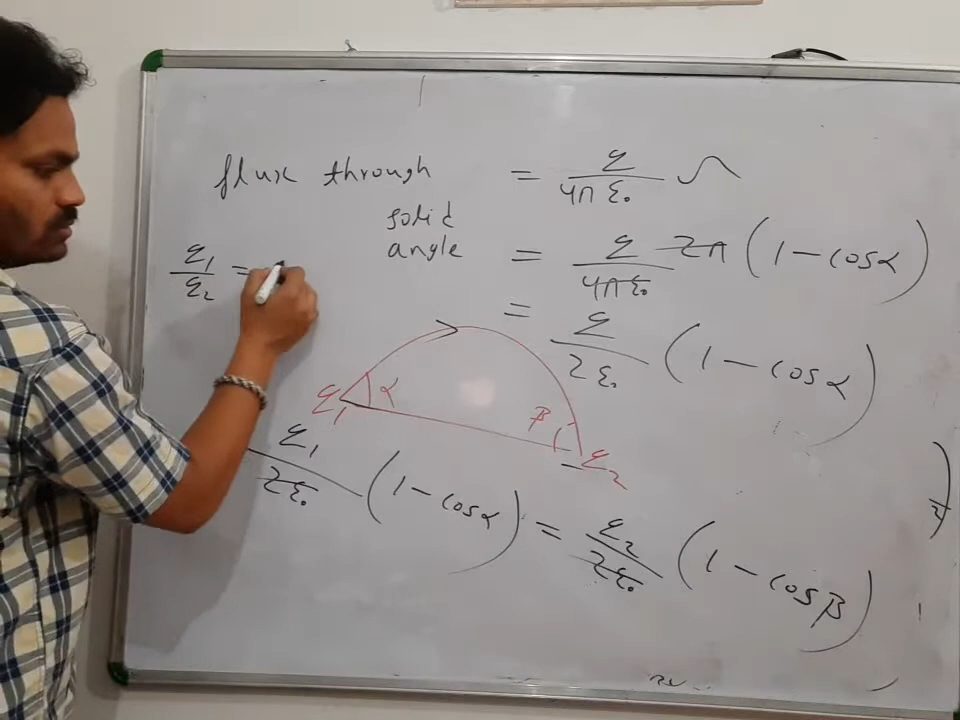 flux through = q/4πε₀ Ω
solid
angle = q/4πε₀ 2π (1 - cosα)
q₁/q₂ =
= q/2ε₀ (1 - cosα)
q₁ α β -q₂
q₁/2ε₀ (1 - cosα) = q₂/2ε₀ (1 - cosβ)